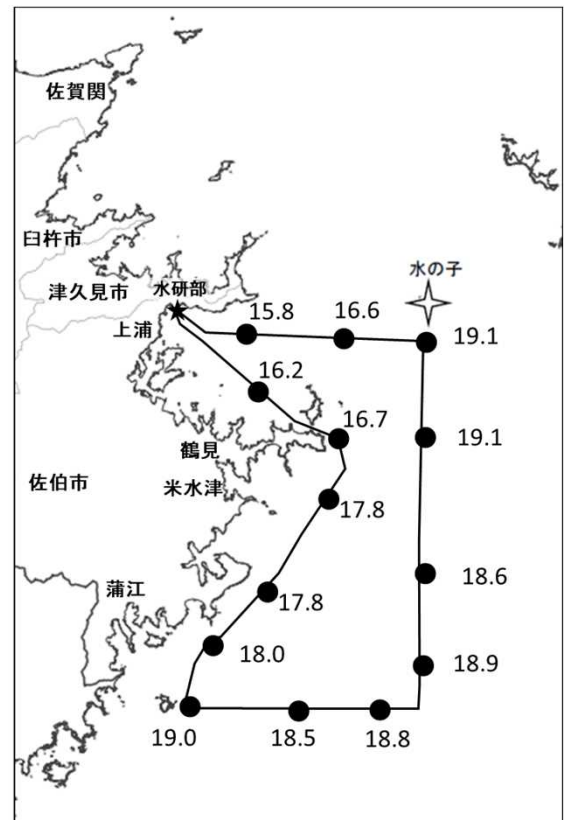 佐賀関
臼杵市
津久見市
水研部
水の子
上浦
15.8
16.6
19.1
16.2
16.7
19.1
鶴見
佐伯市
米水津
17.8
蒲江
17.8
18.6
18.0
18.9
19.0
18.5
18.8